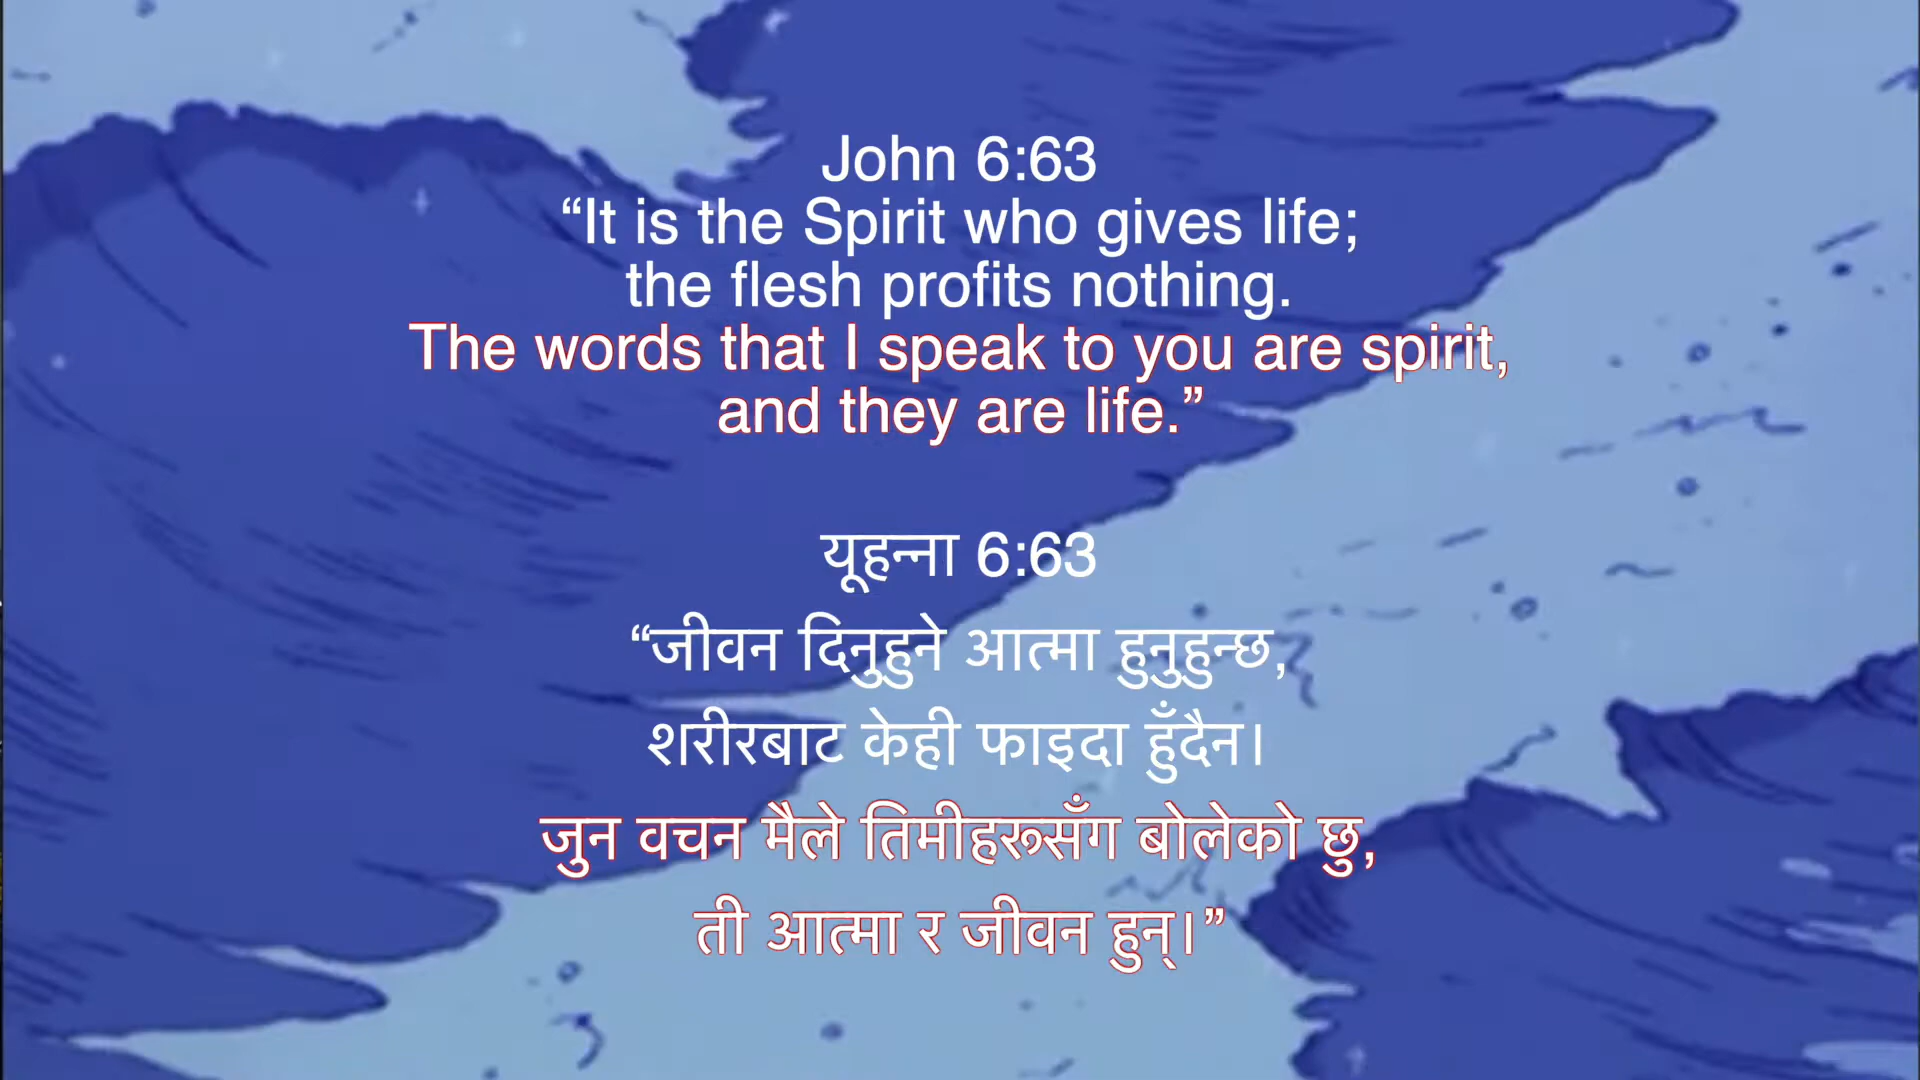 John 6:63
“It is the Spirit who gives life;
the flesh profits nothing.
The words that I speak to you are spirit,
and they are life.”
यूहन्ना 6:63
“जीवन दिनुहुने आत्मा हुनुहुन्छ,
शरीरबाट केही फाइदा हुँदैन।
जुन वचन मैले तिमीहरूसँग बोलेको छु,
ती आत्मा र जीवन हुन्।”